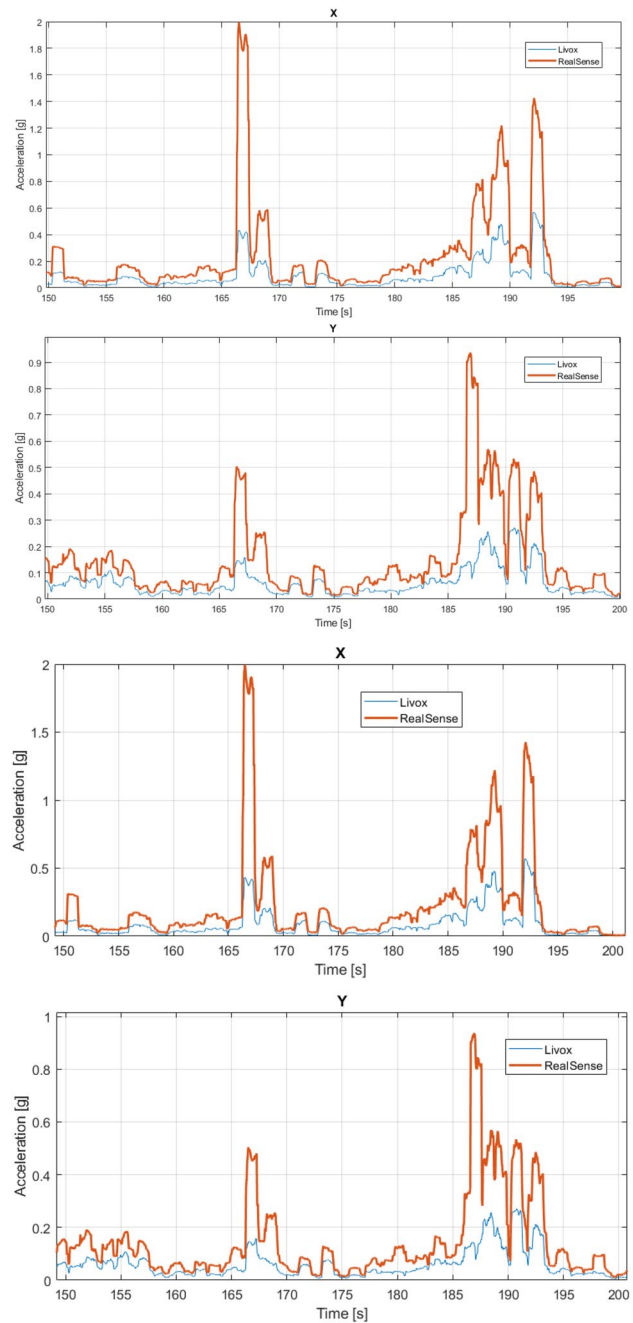 X
2
1.8
1.6
1.4
1.2
1
0.8
0.6
0.4
0.2
0
Acceleration [g]
Livox
RealSense
150 155 160 165 170 175 180 185 190 195
Time [s]
Y
0.9
0.8
0.7
0.6
0.5
0.4
0.3
0.2
0.1
0
Acceleration [g]
Livox
RealSense
150 155 160 165 170 175 180 185 190 195 200
Time [s]
X
2
1.5
1
0.5
0
Acceleration [g]
Livox
RealSense
150 155 160 165 170 175 180 185 190 195 200
Time [s]
Y
1
0.8
0.6
0.4
0.2
0
Acceleration [g]
Livox
RealSense
150 155 160 165 170 175 180 185 190 195 200
Time [s]